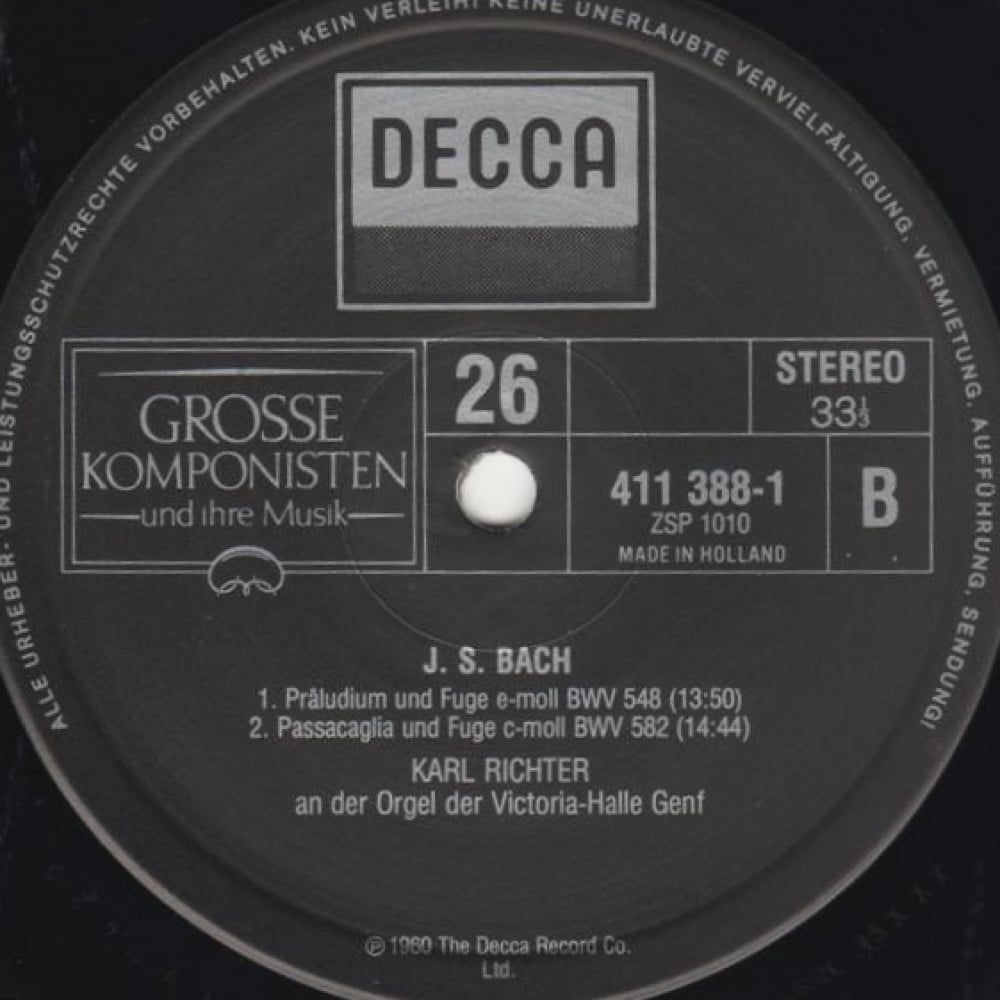 ALLE URHEBER- UND LEISTUNGSSCHUTZRECHTE VORBEHALTEN. KEIN VERLEIH! KEINE UNERLAUBTE VERVIELFÄLTIGUNG, VERMIETUNG, AUFFÜHRUNG, SENDUNG!
DECCA
GROSSE
KOMPONISTEN
und ihre Musik
26
STEREO
33⅓
411 388-1
ZSP 1010
MADE IN HOLLAND
B
J. S. BACH
1. Präludium und Fuge e-moll BWV 548 (13:50)
2. Passacaglia und Fuge c-moll BWV 582 (14:44)
KARL RICHTER
an der Orgel der Victoria-Halle Genf
℗ 1960 The Decca Record Co.
Ltd.